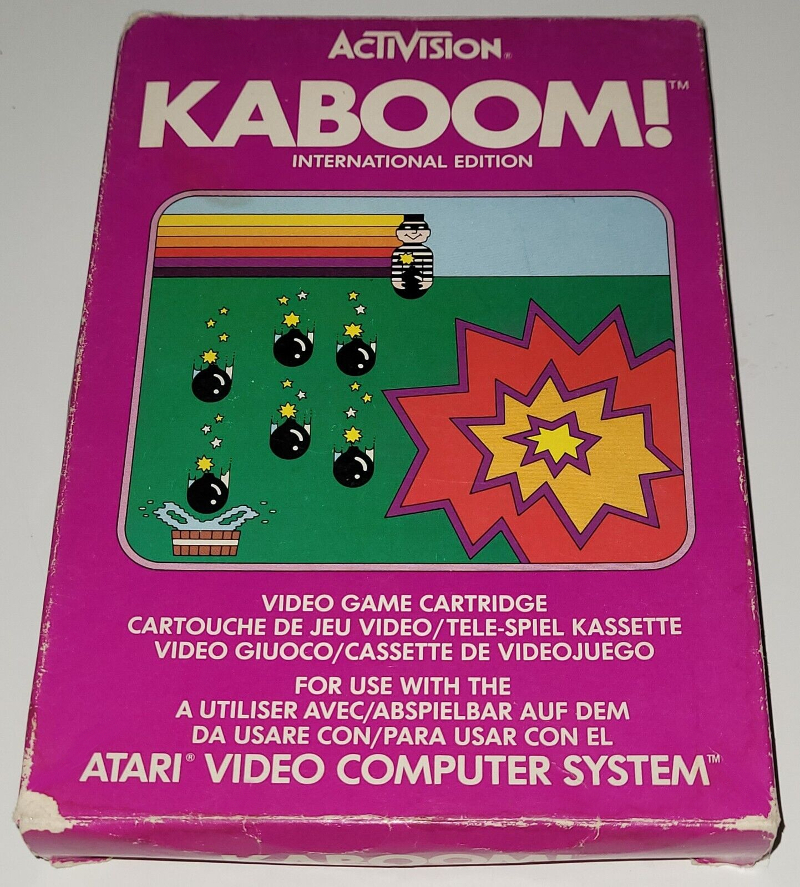 ACTIVISION®
KABOOM!™
INTERNATIONAL EDITION
VIDEO GAME CARTRIDGE
CARTOUCHE DE JEU VIDEO/TELE-SPIEL KASSETTE
VIDEO GIUOCO/CASSETTE DE VIDEOJUEGO
FOR USE WITH THE
A UTILISER AVEC/ABSPIELBAR AUF DEM
DA USARE CON/PARA USAR CON EL
ATARI® VIDEO COMPUTER SYSTEM™
KABOOM!